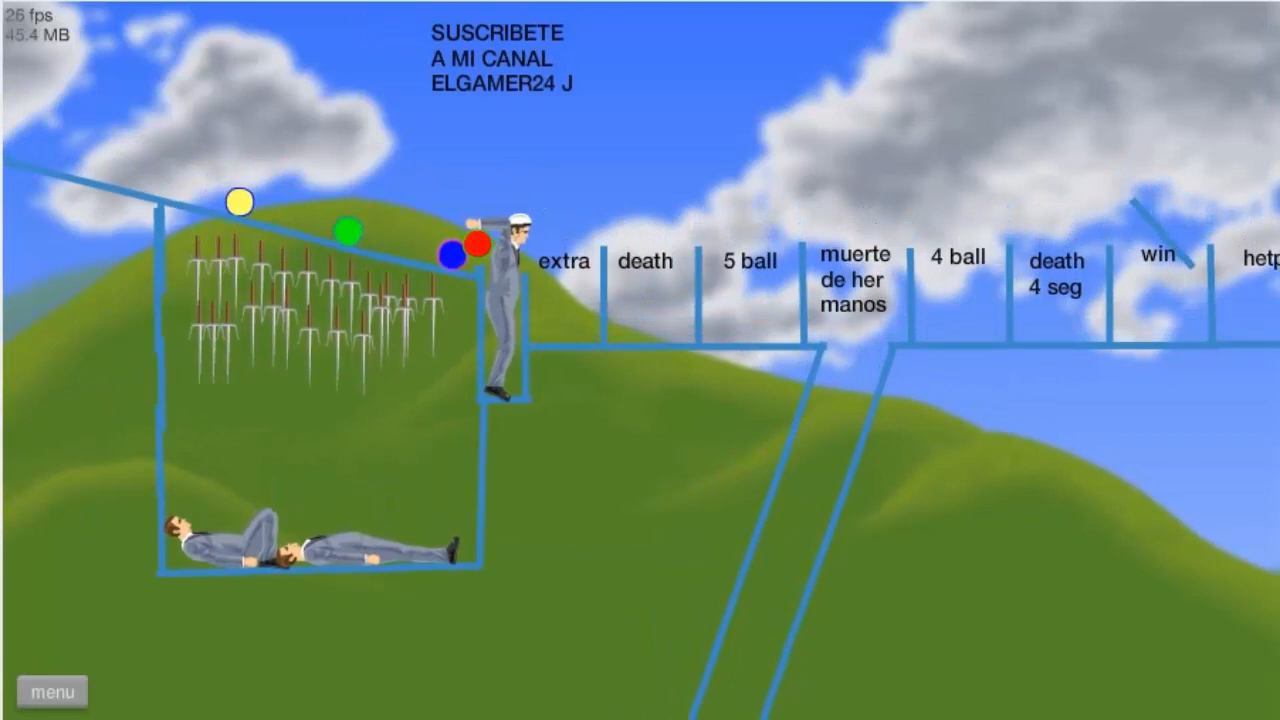 26 fps
45.4 MB
SUSCRIBETE
A MI CANAL
ELGAMER24 J
extra
death
5 ball
muerte
de her
manos
4 ball
death
4 seg
win
hetp
menu